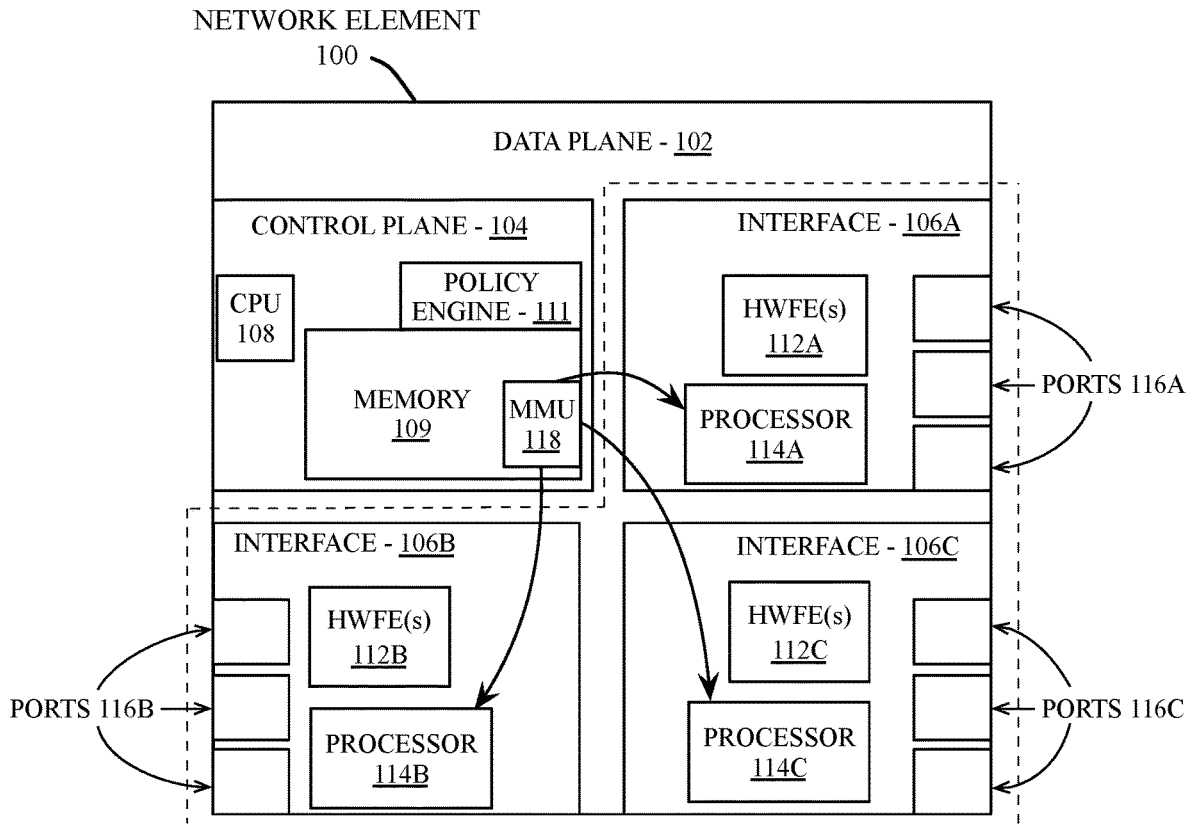 NETWORK ELEMENT
100
DATA PLANE - 102
CONTROL PLANE - 104
CPU
108
POLICY
ENGINE - 111
MEMORY
109
MMU
118
INTERFACE - 106A
HWFE(s)
112A
PROCESSOR
114A
PORTS 116A
INTERFACE - 106B
HWFE(s)
112B
PROCESSOR
114B
PORTS 116B
INTERFACE - 106C
HWFE(s)
112C
PROCESSOR
114C
PORTS 116C